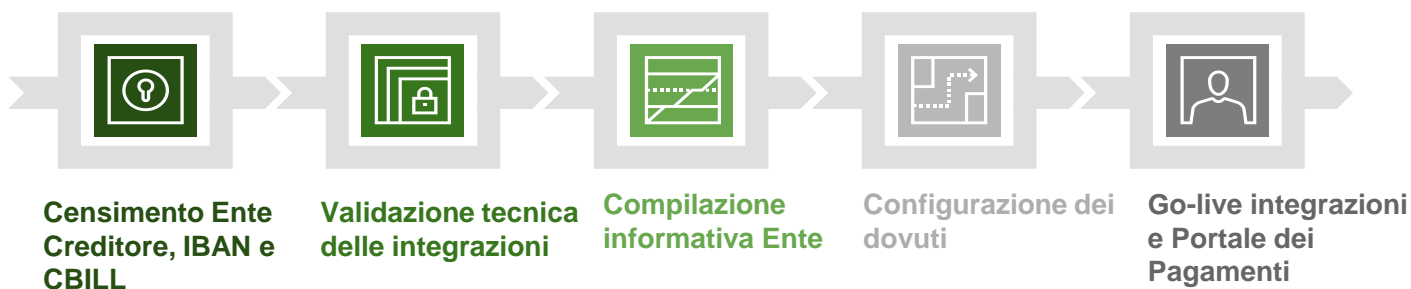 Censimento Ente
Creditore, IBAN e
CBILL
Validazione tecnica
delle integrazioni
Compilazione
informativa Ente
Configurazione dei
dovuti
Go-live integrazioni
e Portale dei
Pagamenti